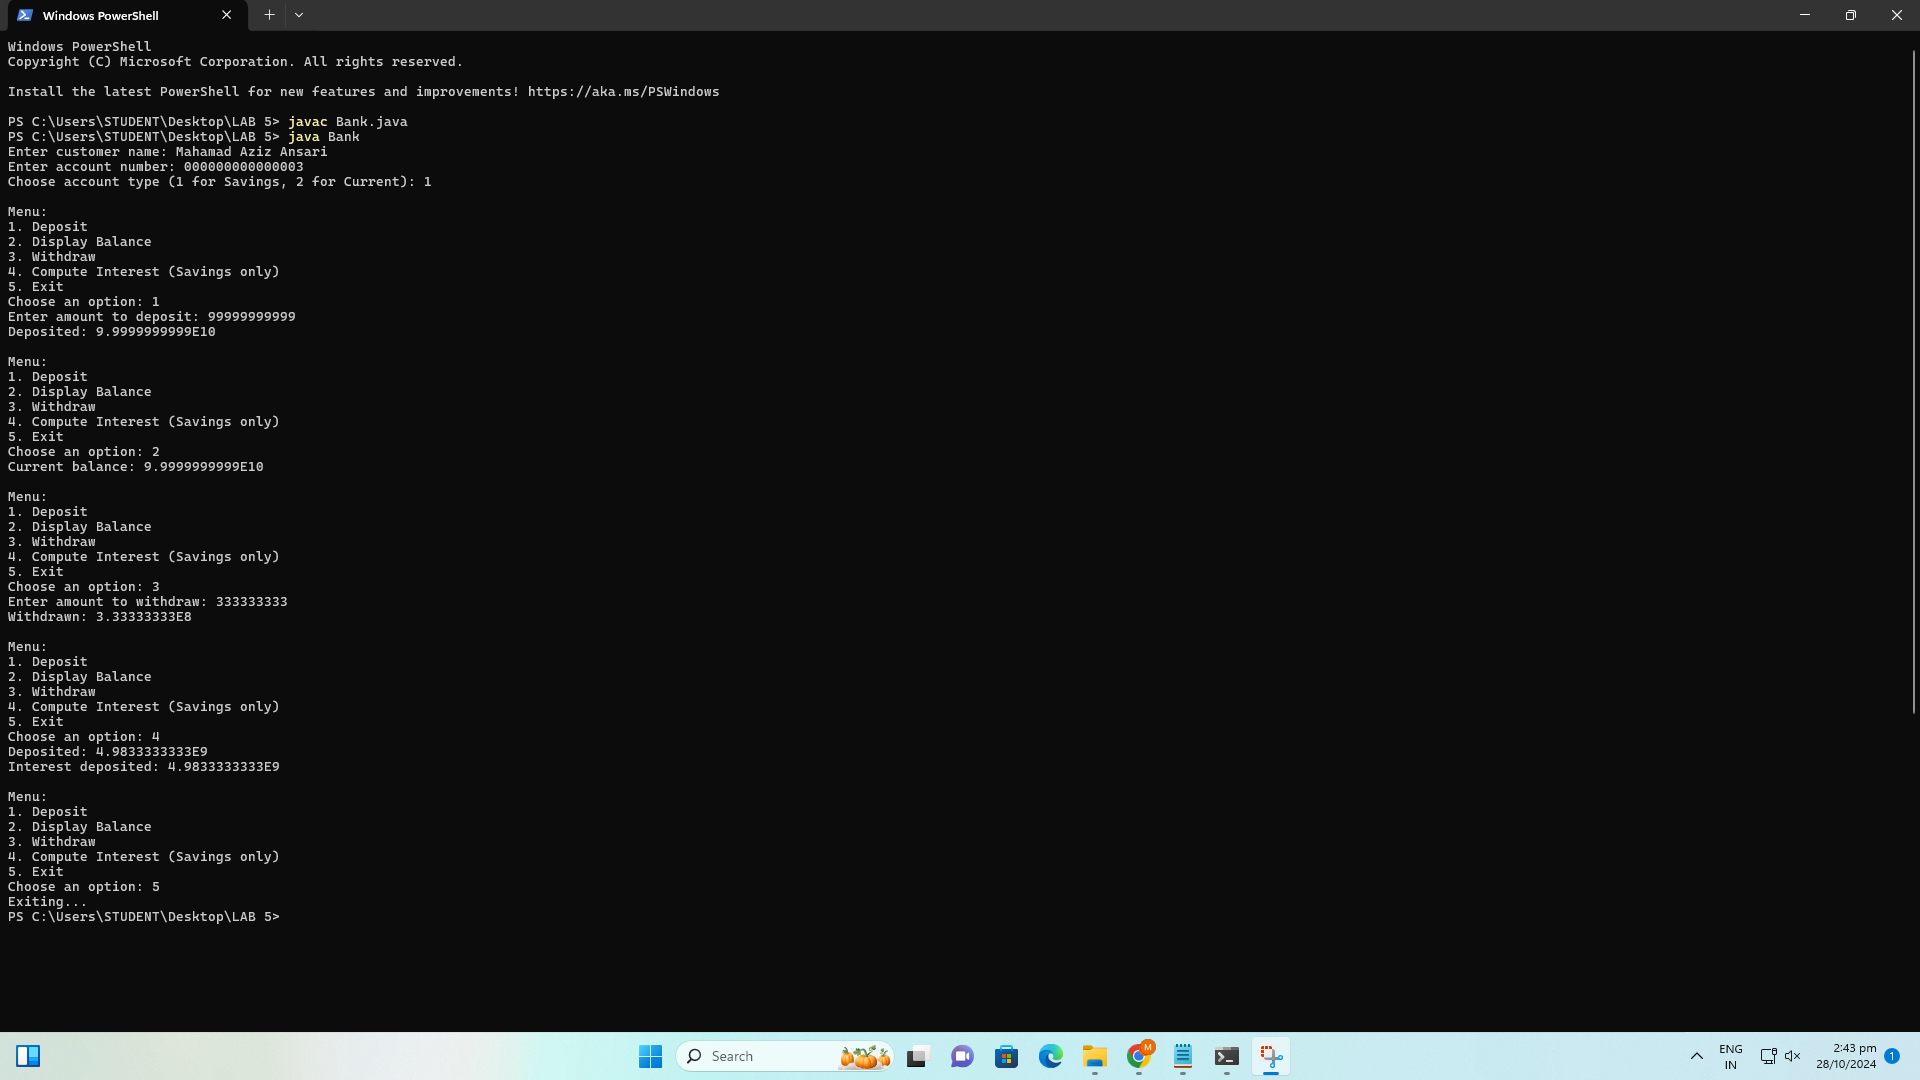 Windows PowerShell
Windows PowerShell
Copyright (C) Microsoft Corporation. All rights reserved.
Install the latest PowerShell for new features and improvements! https://aka.ms/PSWindows
PS C:\Users\STUDENT\Desktop\LAB 5> javac Bank.java
PS C:\Users\STUDENT\Desktop\LAB 5> java Bank
Enter customer name: Mahamad Aziz Ansari
Enter account number: 000000000000003
Choose account type (1 for Savings, 2 for Current): 1
Menu:
1. Deposit
2. Display Balance
3. Withdraw
4. Compute Interest (Savings only)
5. Exit
Choose an option: 1
Enter amount to deposit: 99999999999
Deposited: 9.9999999999E10
Menu:
1. Deposit
2. Display Balance
3. Withdraw
4. Compute Interest (Savings only)
5. Exit
Choose an option: 2
Current balance: 9.9999999999E10
Menu:
1. Deposit
2. Display Balance
3. Withdraw
4. Compute Interest (Savings only)
5. Exit
Choose an option: 3
Enter amount to withdraw: 333333333
Withdrawn: 3.33333333E8
Menu:
1. Deposit
2. Display Balance
3. Withdraw
4. Compute Interest (Savings only)
5. Exit
Choose an option: 4
Deposited: 4.9833333333E9
Interest deposited: 4.9833333333E9
Menu:
1. Deposit
2. Display Balance
3. Withdraw
4. Compute Interest (Savings only)
5. Exit
Choose an option: 5
Exiting...
PS C:\Users\STUDENT\Desktop\LAB 5>
Search
M
ENG
IN
2:43 pm
28/10/2024
1